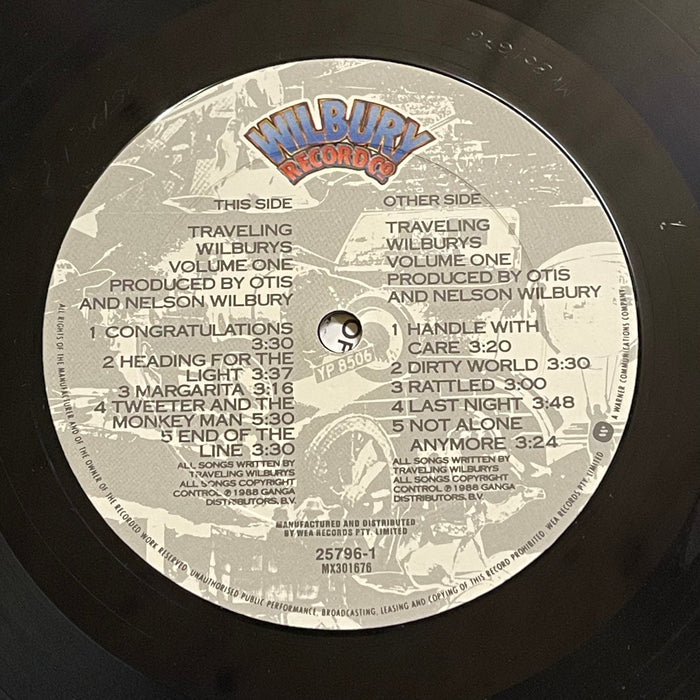 WILBURY
RECORD CO
THIS SIDE
TRAVELING
WILBURYS
VOLUME ONE
PRODUCED BY OTIS
AND NELSON WILBURY
1 CONGRATULATIONS
3:30
2 HEADING FOR THE
LIGHT 3:37
3 MARGARITA 3:16
4 TWEETER AND THE
MONKEY MAN 5:30
5 END OF THE
LINE 3:30
ALL SONGS WRITTEN BY
TRAVELING WILBURYS
ALL SONGS COPYRIGHT
CONTROL ℗ 1988 GANGA
DISTRIBUTORS, B.V.
OTHER SIDE
TRAVELING
WILBURYS
VOLUME ONE
PRODUCED BY OTIS
AND NELSON WILBURY
1 HANDLE WITH
CARE 3:20
2 DIRTY WORLD 3:30
3 RATTLED 3:00
4 LAST NIGHT 3:48
5 NOT ALONE
ANYMORE 3:24
ALL SONGS WRITTEN BY
TRAVELING WILBURYS
ALL SONGS COPYRIGHT
CONTROL ℗ 1988 GANGA
DISTRIBUTORS, B.V.
YP 8506
MANUFACTURED AND DISTRIBUTED
BY WEA RECORDS PTY. LIMITED
25796-1
MX301676
ALL RIGHTS OF THE MANUFACTURER AND OF THE OWNER OF THE RECORDED WORK RESERVED. UNAUTHORISED PUBLIC PERFORMANCE, BROADCASTING, LEASING AND COPYING OF THIS RECORD PROHIBITED. WEA RECORDS PTY. LIMITED
A WARNER COMMUNICATIONS COMPANY